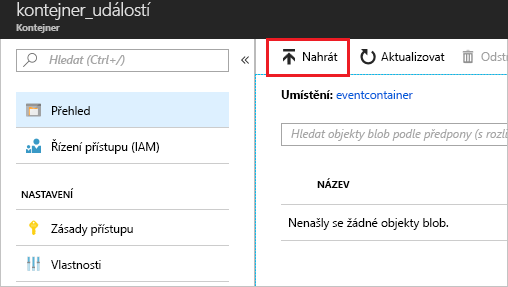 kontejner_událostí
Kontejner
Hledat (Ctrl+/)
«
Přehled
Řízení přístupu (IAM)
NASTAVENÍ
Zásady přístupu
Vlastnosti
Nahrát
Aktualizovat
Umístění: eventcontainer
Hledat objekty blob podle předpony (s rozli
NÁZEV
Nenašly se žádné objekty blob.